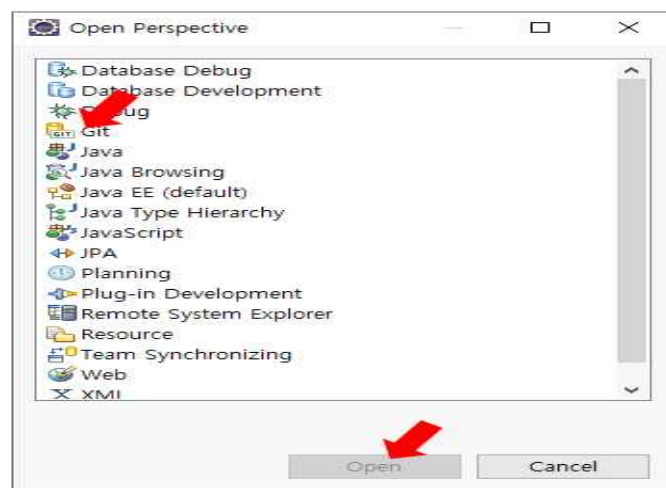 Open Perspective
Database Debug
Database Development
Debug
Git
Java
Java Browsing
Java EE (default)
Java Type Hierarchy
JavaScript
JPA
Planning
Plug-in Development
Remote System Explorer
Resource
Team Synchronizing
Web
XML
Open
Cancel